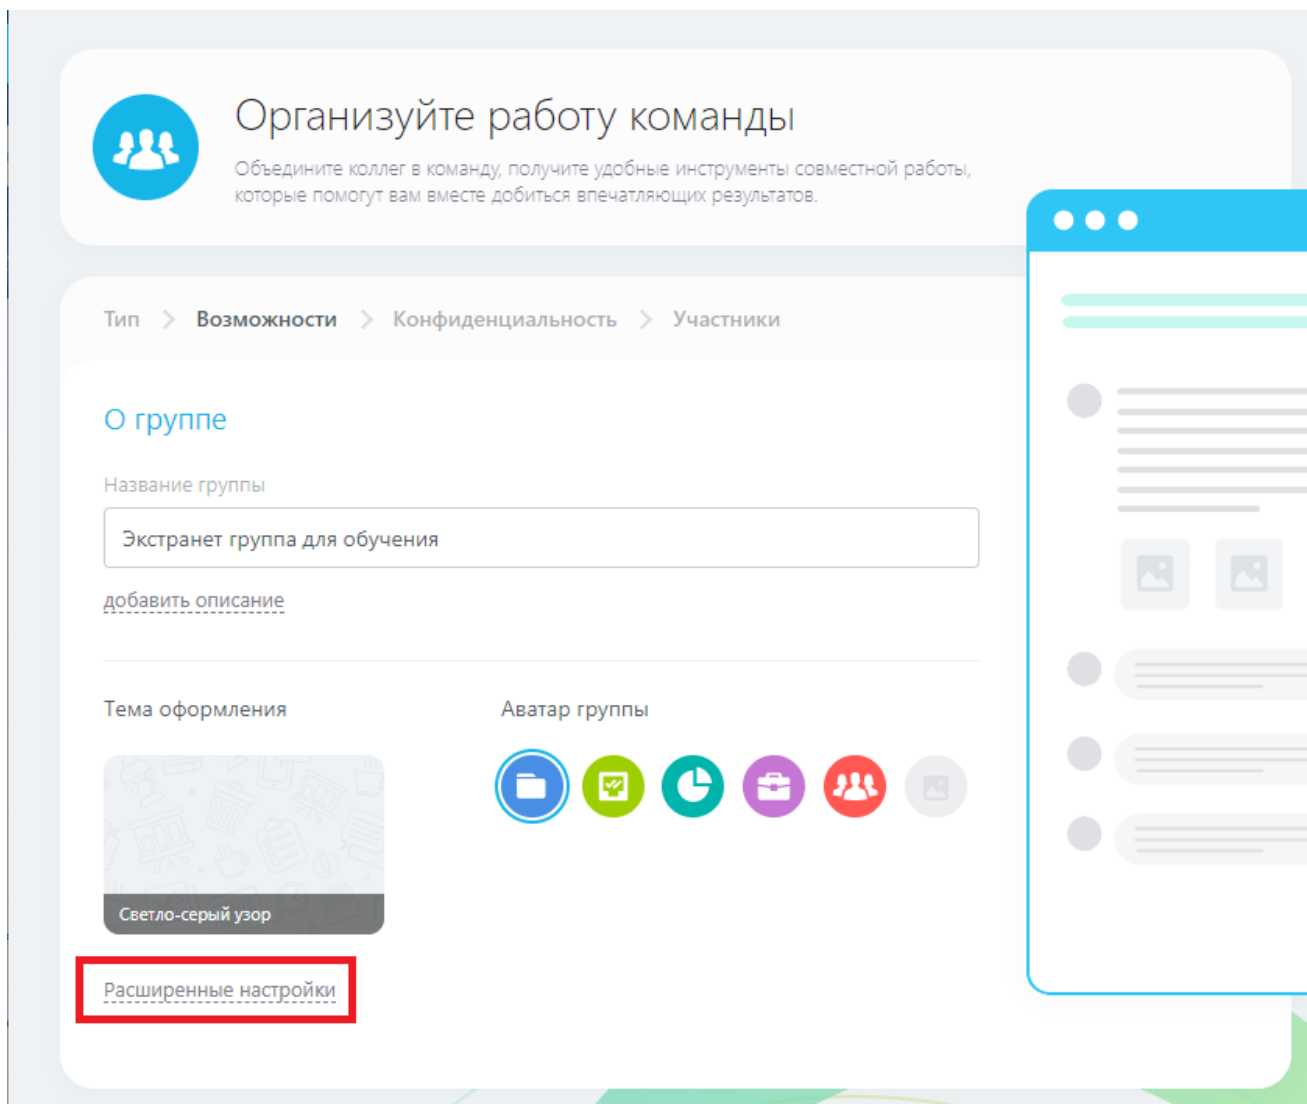 Организуйте работу команды
Объедините коллег в команду, получите удобные инструменты совместной работы,
которые помогут вам вместе добиться впечатляющих результатов.
Тип > Возможности > Конфиденциальность > Участники
О группе
Название группы
Экстранет группа для обучения
добавить описание
Тема оформления
Аватар группы
Светло-серый узор
Расширенные настройки